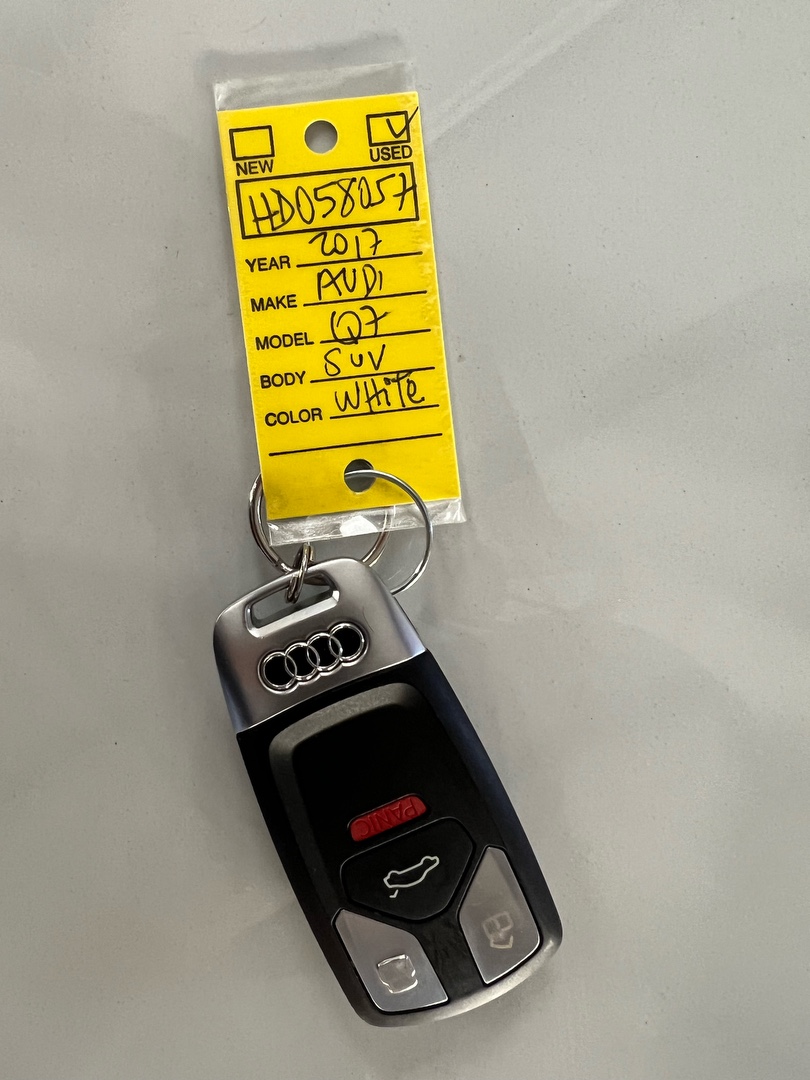 NEW USED
HD058057
YEAR 2017
MAKE AUDI
MODEL Q7
BODY SUV
COLOR WHiTe
PANIC